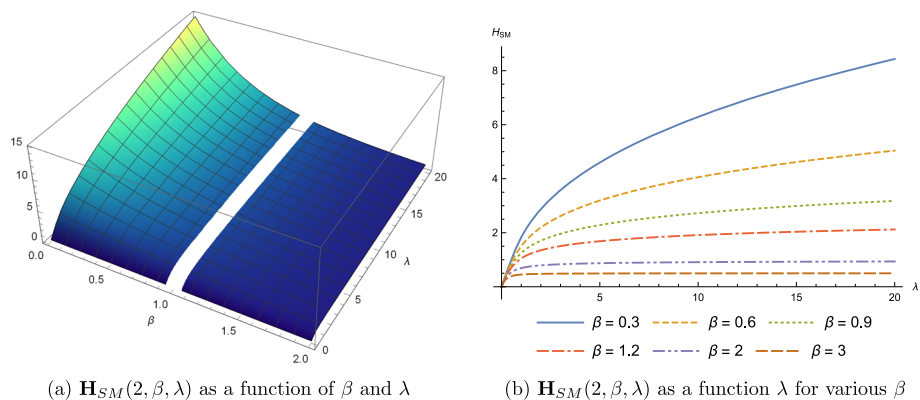 15
10
5
0
0.0
0.5
1.0
β
1.5
2.0
0
5
λ
10
15
20
H_SM
8
6
4
2
5
10
15
20
λ
β = 0.3 β = 0.6 β = 0.9
β = 1.2 β = 2 β = 3
(a) H_SM(2, β, λ) as a function of β and λ
(b) H_SM(2, β, λ) as a function λ for various β